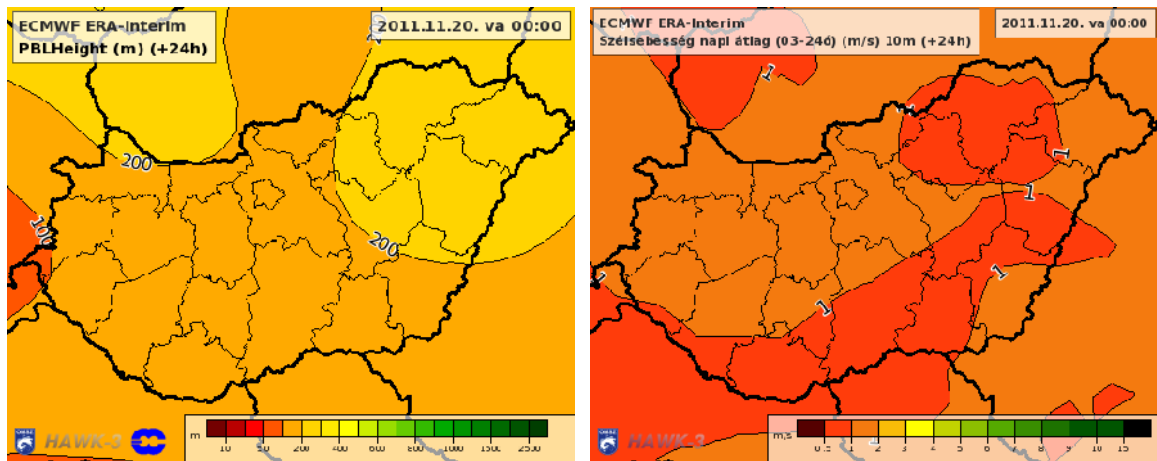 ECMWF ERA-Interim
PBLHeight (m) (+24h)
2011.11.20. va 00:00
200
200
100
200
m
10 50 200 400 600 800 1000 1500 2500
HAWK-3
ECMWF ERA-Interim
Szélsebesség napi átlag (03-24ó) (m/s) 10m (+24h)
2011.11.20. va 00:00
1
1
1
1
1
1
1
m/s
0.5 1 2 3 4 5 6 7 8 9 10 15
HAWK-3